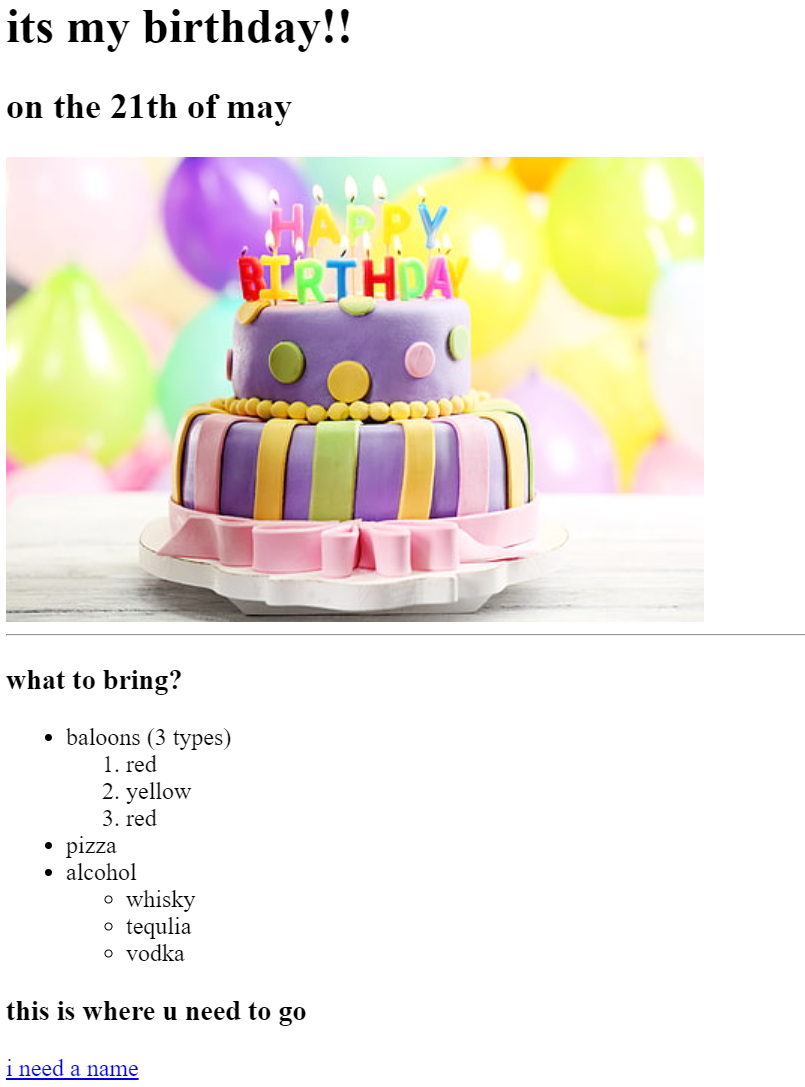 its my birthday!!
on the 21th of may
HAPPY
BIRTHDAY
what to bring?
• baloons (3 types)
1. red
2. yellow
3. red
• pizza
• alcohol
◦ whisky
◦ tequlia
◦ vodka
this is where u need to go
i need a name